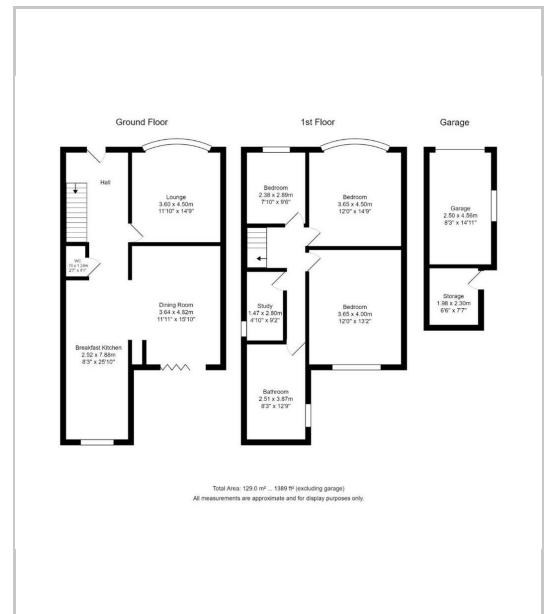 Ground Floor
1st Floor
Garage
Hall
Lounge
3.60 x 4.50m
11'10" x 14'9"
Bedroom
2.38 x 2.89m
7'10" x 9'6"
Bedroom
3.65 x 4.50m
12'0" x 14'9"
Garage
2.50 x 4.56m
8'3" x 14'11"
WC
Storage
1.98 x 2.30m
6'6" x 7'7"
Dining Room
3.64 x 4.82m
11'11" x 15'10"
Study
1.47 x 2.80m
4'10" x 9'2"
Bedroom
3.65 x 4.00m
12'0" x 13'2"
Breakfast Kitchen
2.92 x 7.88m
8'3" x 25'10"
Bathroom
2.51 x 3.87m
8'3" x 12'9"
Total Area: 129.0 m² ... 1389 ft² (excluding garage)
All measurements are approximate and for display purposes only.